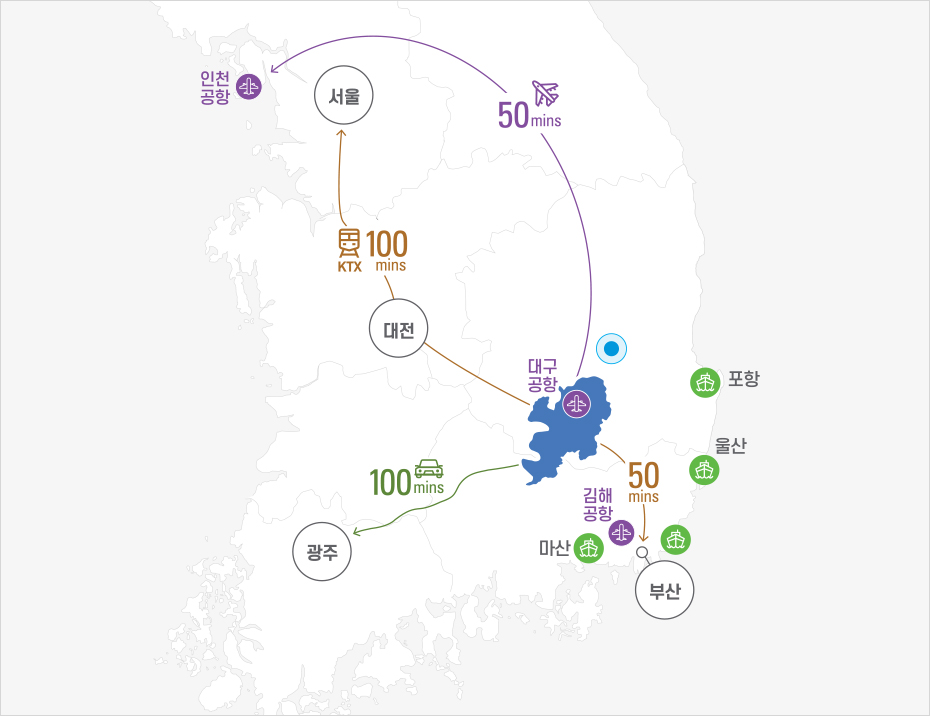 인천
공항
서울
50 mins
100
KTX mins
대전
대구
공항
포항
울산
100 mins
50
mins
김해
공항
마산
광주
부산